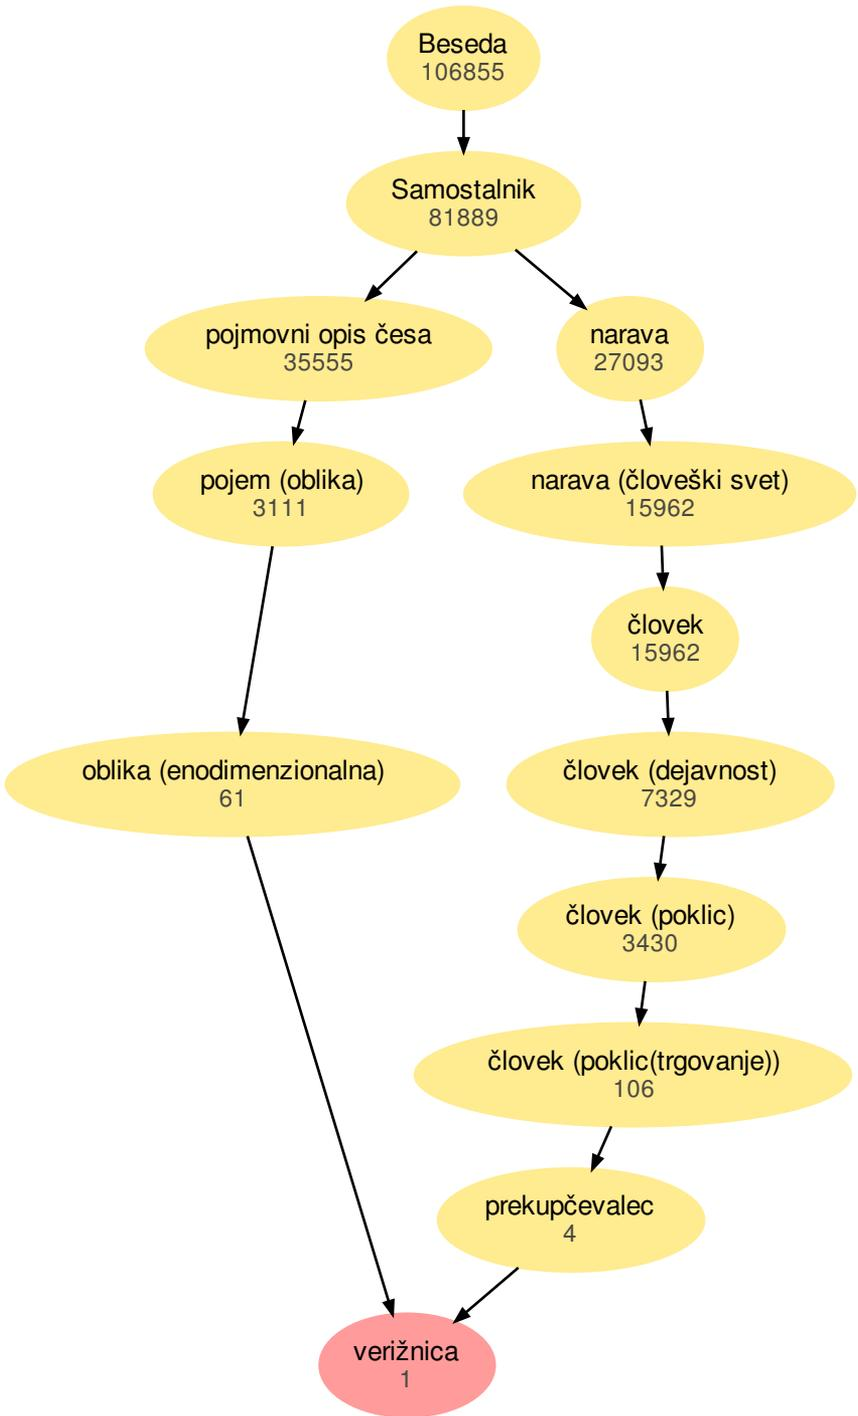 Beseda
106855
Samostalnik
81889
pojmovni opis česa
35555
narava
27093
pojem (oblika)
3111
narava (človeški svet)
15962
človek
15962
oblika (enodimenzionalna)
61
človek (dejavnost)
7329
človek (poklic)
3430
človek (poklic(trgovanje))
106
prekupčevalec
4
verižnica
1